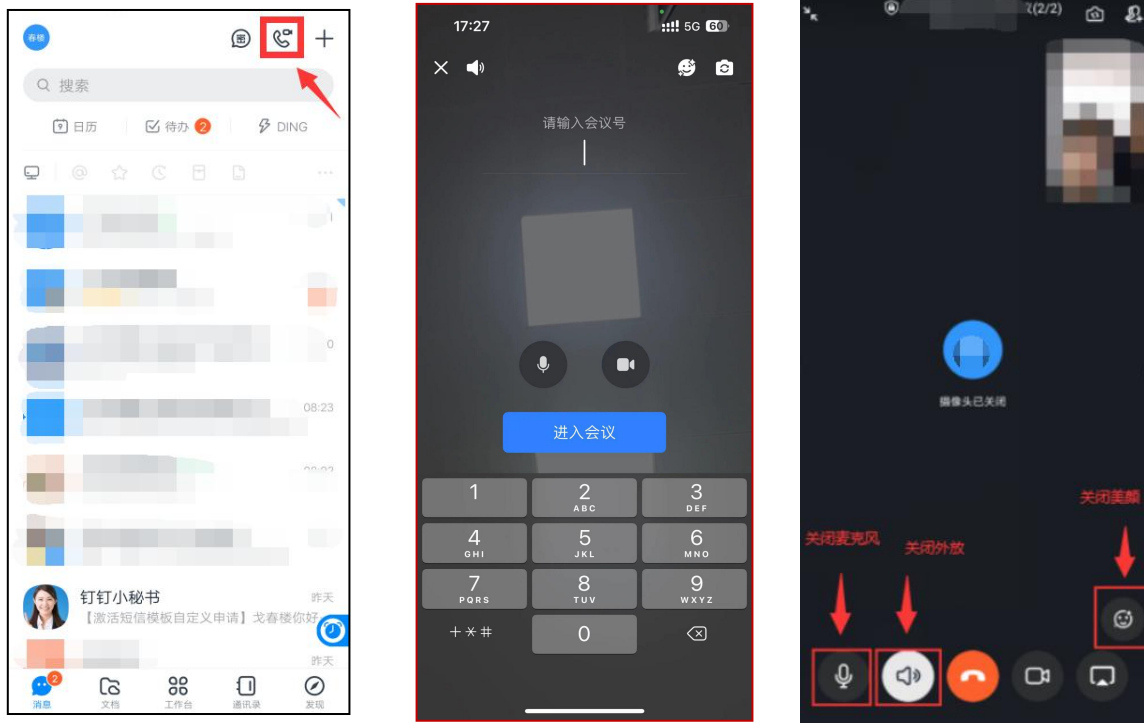 春楼
搜索
9
日历
待办 2
DING
@
0
08:23
钉钉小秘书
昨天
【激活短信模板自定义申请】戈春楼你好
昨天
2
消息
文档
工作台
通讯录
发现
17:27
5G 60
请输入会议号
进入会议
1
2
ABC
3
DEF
4
GHI
5
JKL
6
MNO
7
PQRS
8
TUV
9
WXYZ
+*#
0
(2/2)
摄像头已关闭
关闭美颜
关闭麦克风
关闭外放